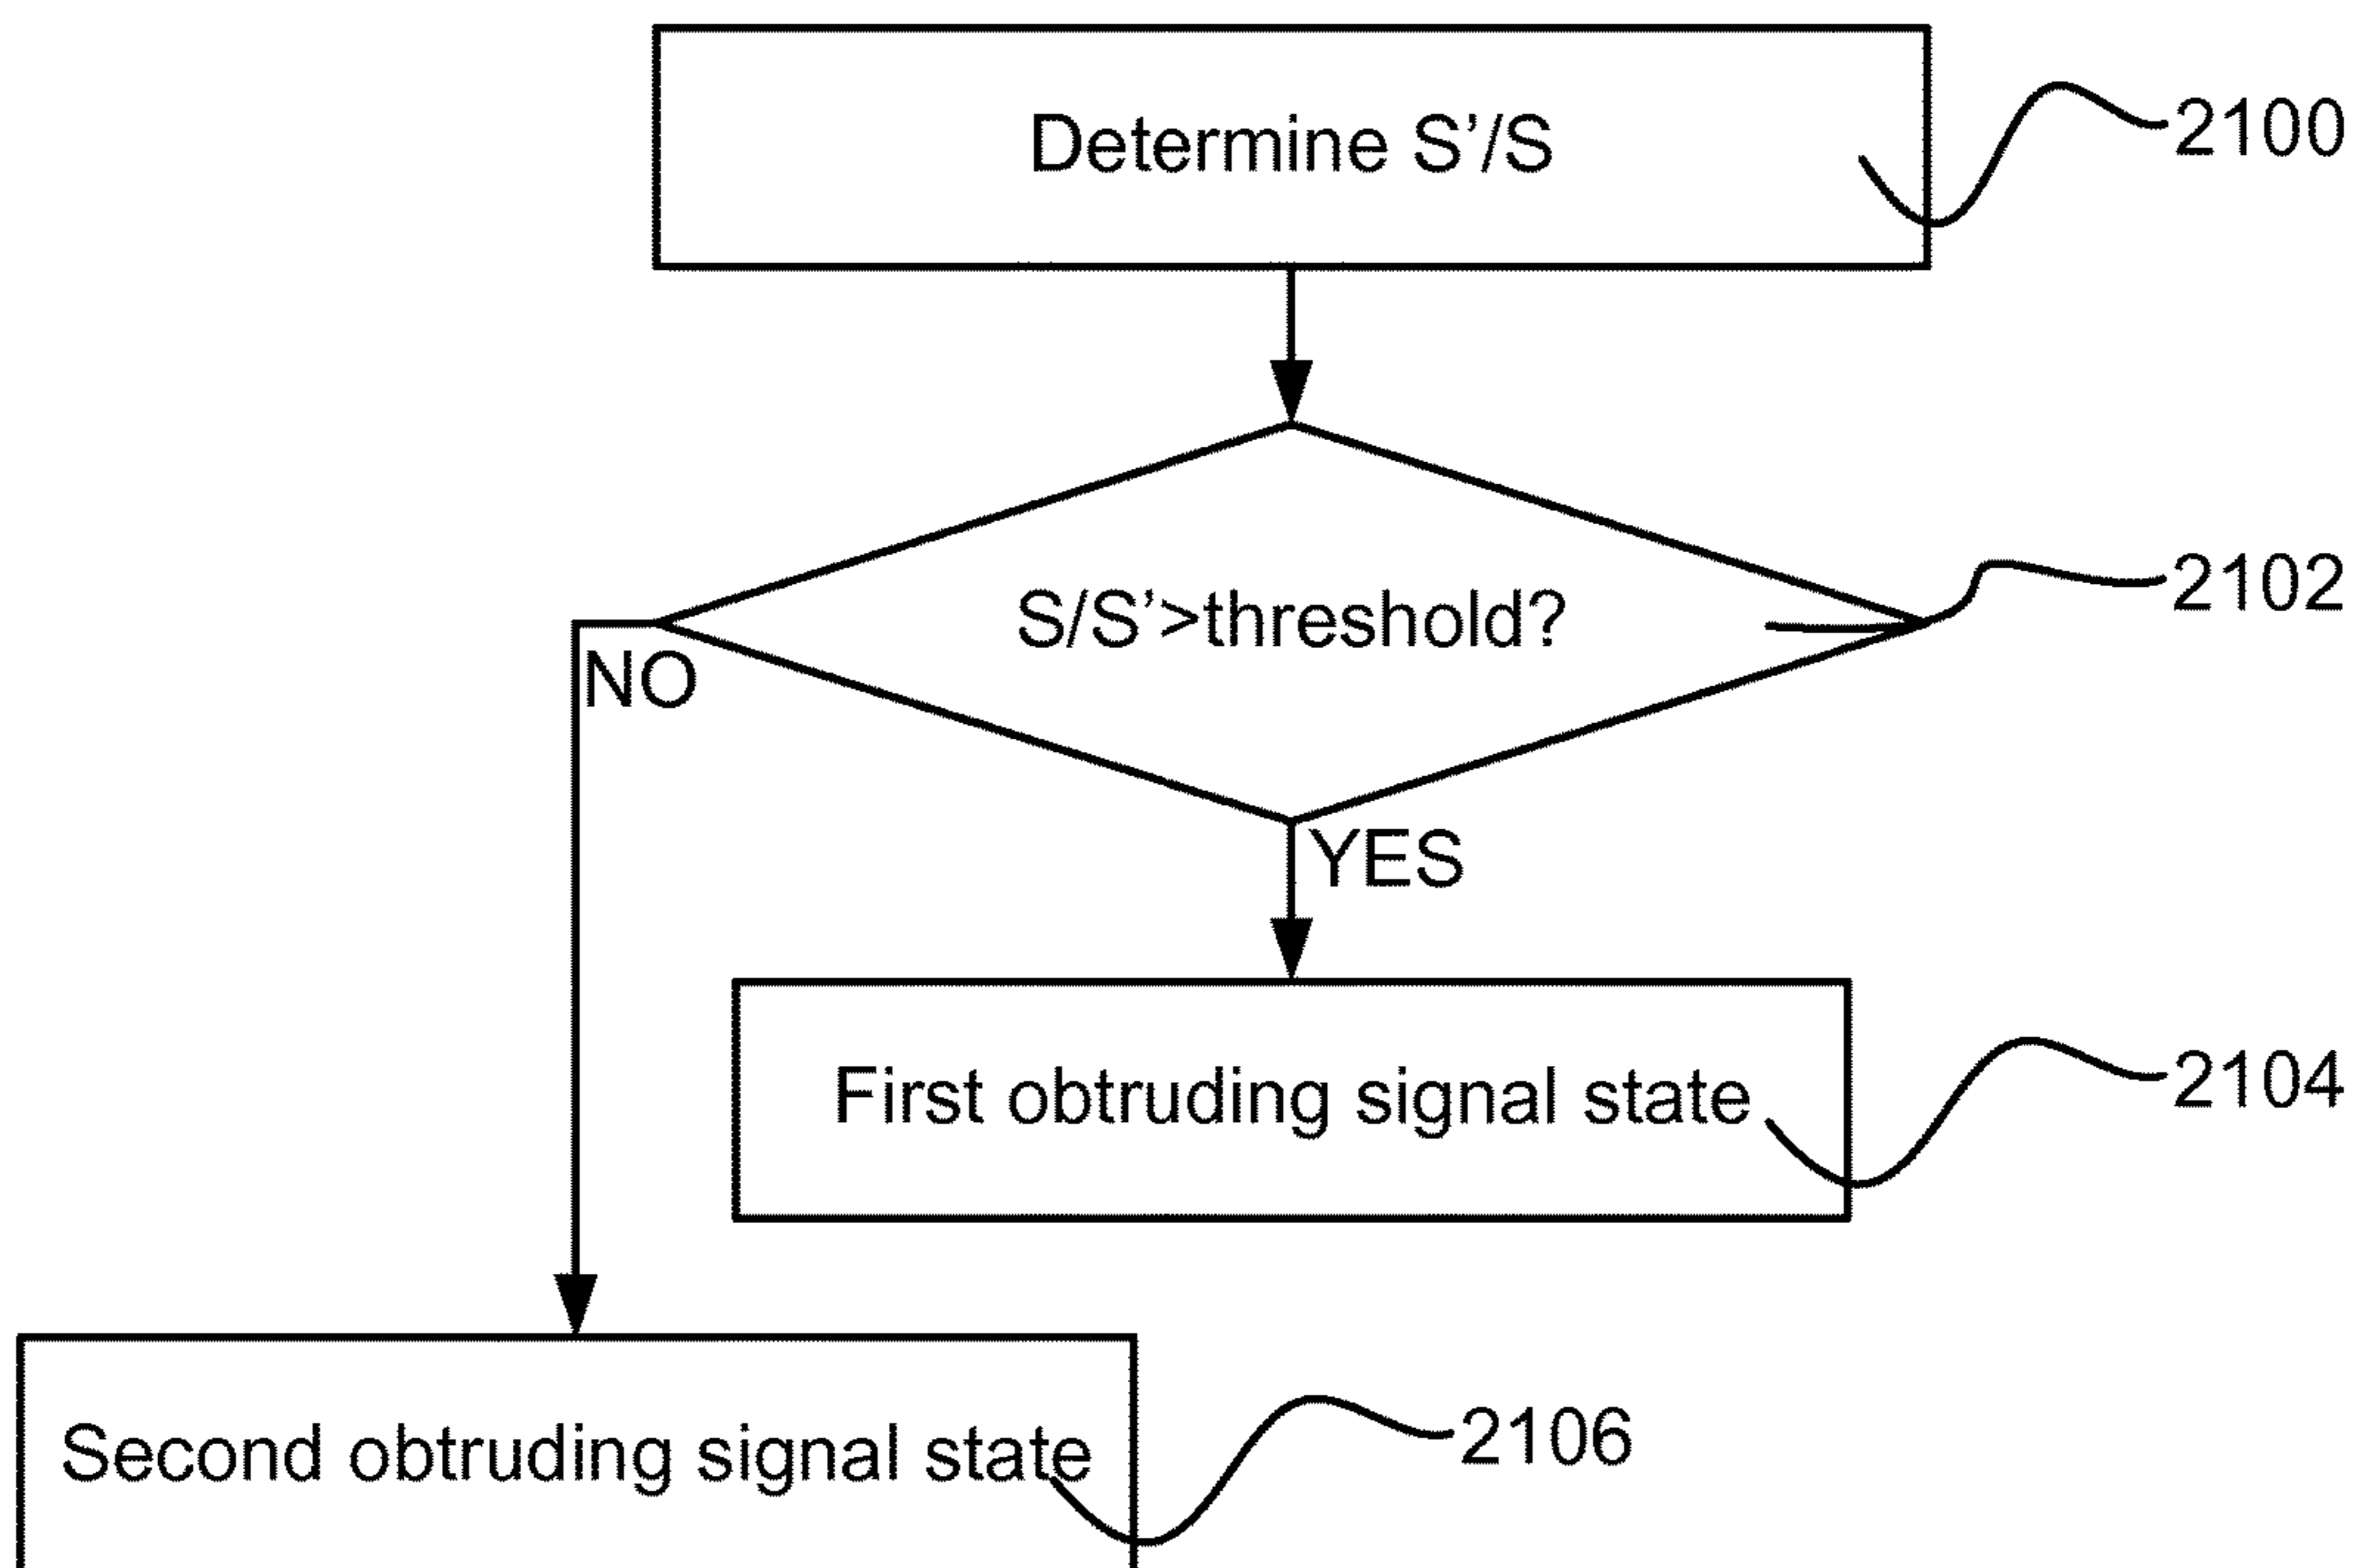 Determine S’/S
2100
S/S’>threshold?
2102
NO
YES
First obtruding signal state
2104
Second obtruding signal state
2106